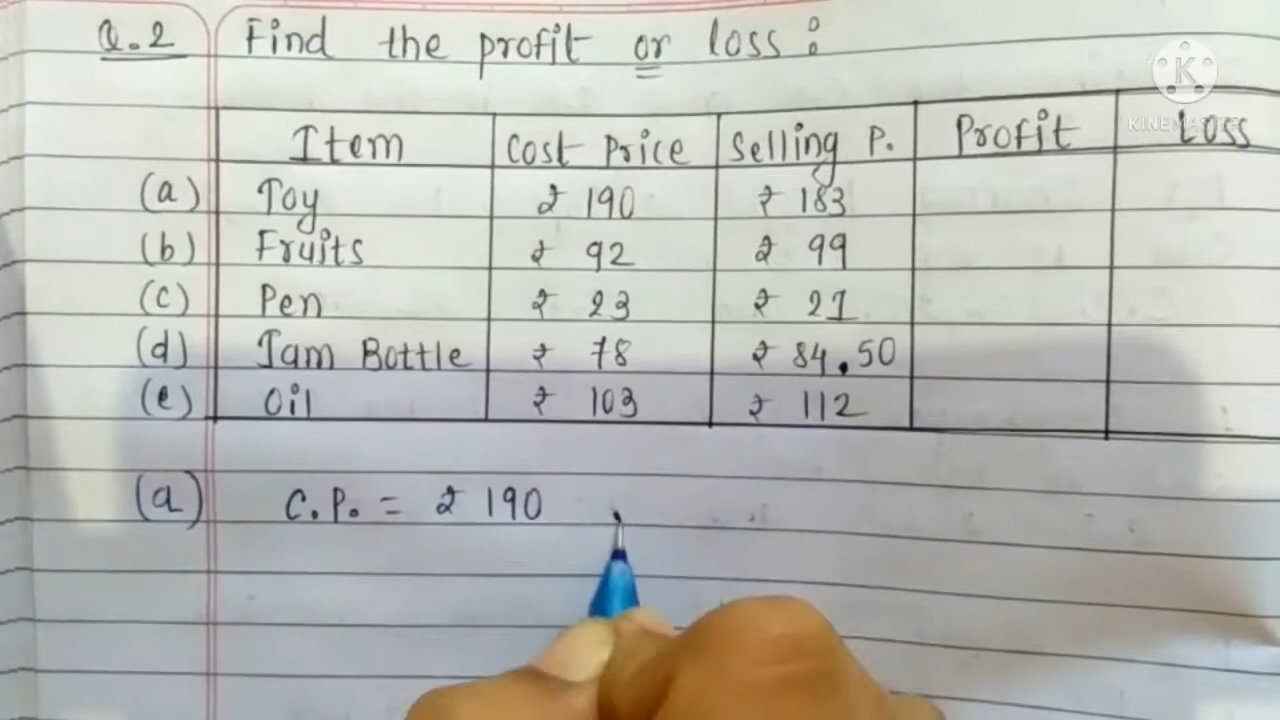 Q.2 Find the profit or loss :
Item Cost Price Selling P. Profit Loss
(a) Toy ₹ 190 ₹ 183
(b) Fruits ₹ 92 ₹ 99
(c) Pen ₹ 23 ₹ 21
(d) Jam Bottle ₹ 78 ₹ 84.50
(e) Oil ₹ 103 ₹ 112
(a) C.P. = ₹ 190
K
KINEMASTER